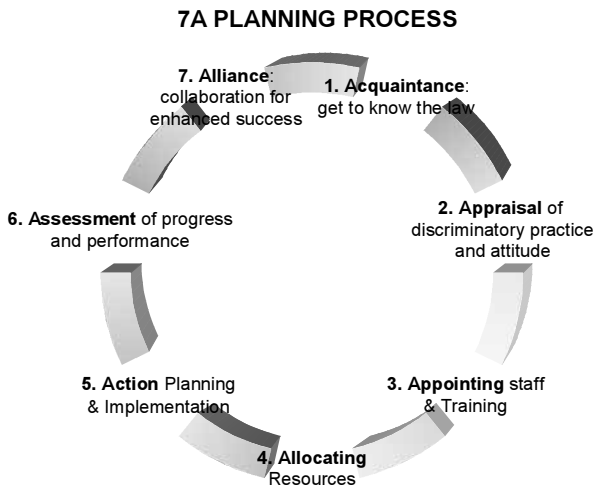 7A PLANNING PROCESS
1. Acquaintance:
get to know the law
2. Appraisal of
discriminatory practice
and attitude
3. Appointing staff
& Training
4. Allocating
Resources
5. Action Planning
& Implementation
6. Assessment of progress
and performance
7. Alliance:
collaboration for
enhanced success